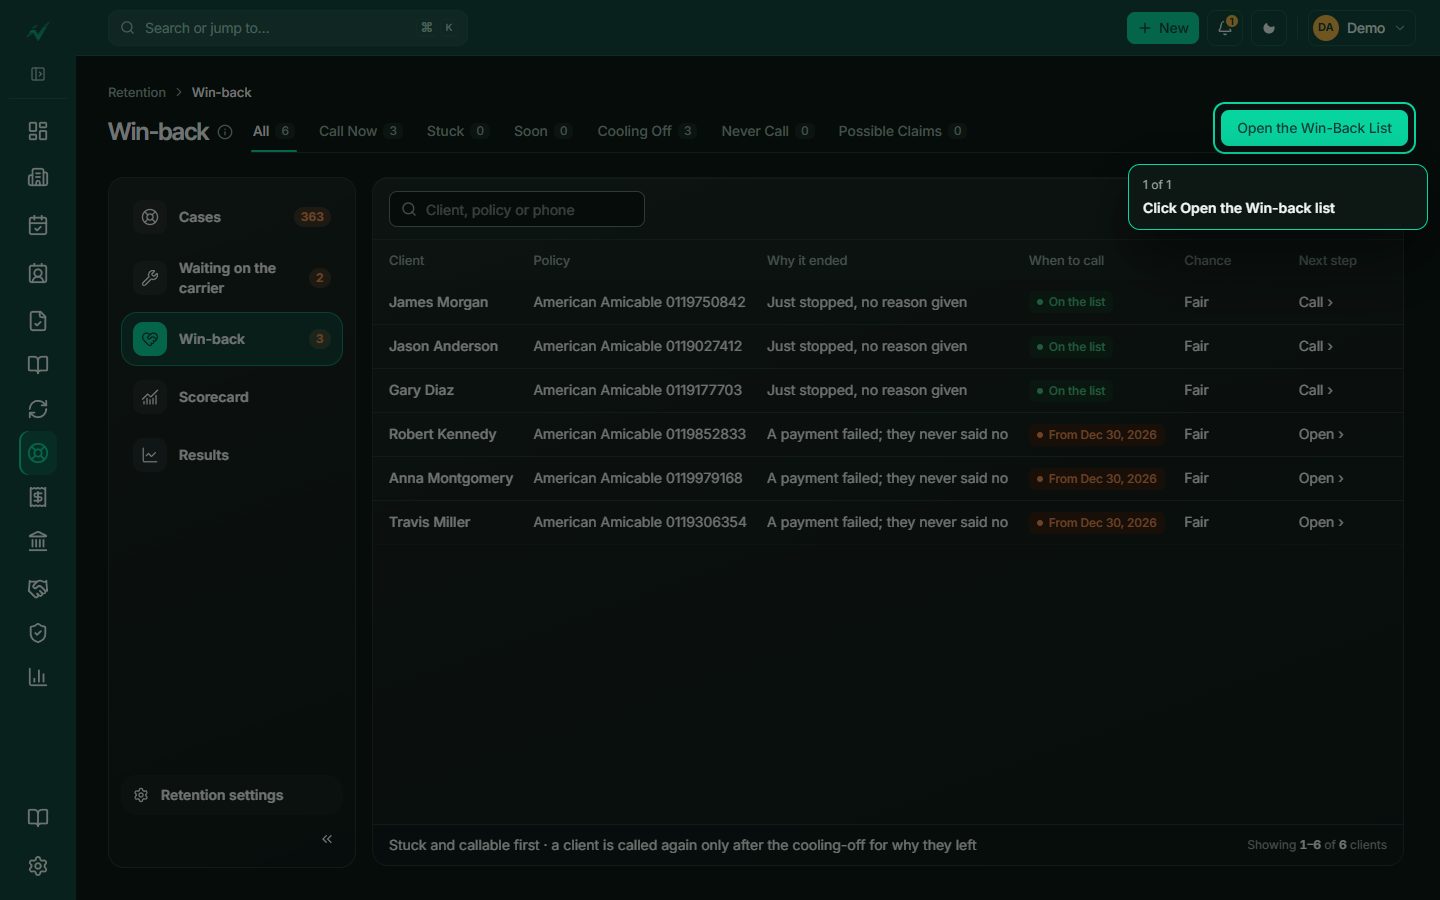 Search or jump to... ⌘ K
+ New
1
DA Demo
Retention > Win-back
Win-back
All 6 Call Now 3 Stuck 0 Soon 0 Cooling Off 3 Never Call 0 Possible Claims 0
Open the Win-Back List
1 of 1
Click Open the Win-back list
Cases 363
Waiting on the
carrier 2
Win-back 3
Scorecard
Results
Retention settings
Client, policy or phone
Client Policy Why it ended When to call Chance Next step
James Morgan American Amicable 0119750842 Just stopped, no reason given On the list Fair Call ›
Jason Anderson American Amicable 0119027412 Just stopped, no reason given On the list Fair Call ›
Gary Diaz American Amicable 0119177703 Just stopped, no reason given On the list Fair Call ›
Robert Kennedy American Amicable 0119852833 A payment failed; they never said no From Dec 30, 2026 Fair Open ›
Anna Montgomery American Amicable 0119979168 A payment failed; they never said no From Dec 30, 2026 Fair Open ›
Travis Miller American Amicable 0119306354 A payment failed; they never said no From Dec 30, 2026 Fair Open ›
Stuck and callable first · a client is called again only after the cooling-off for why they left
Showing 1–6 of 6 clients